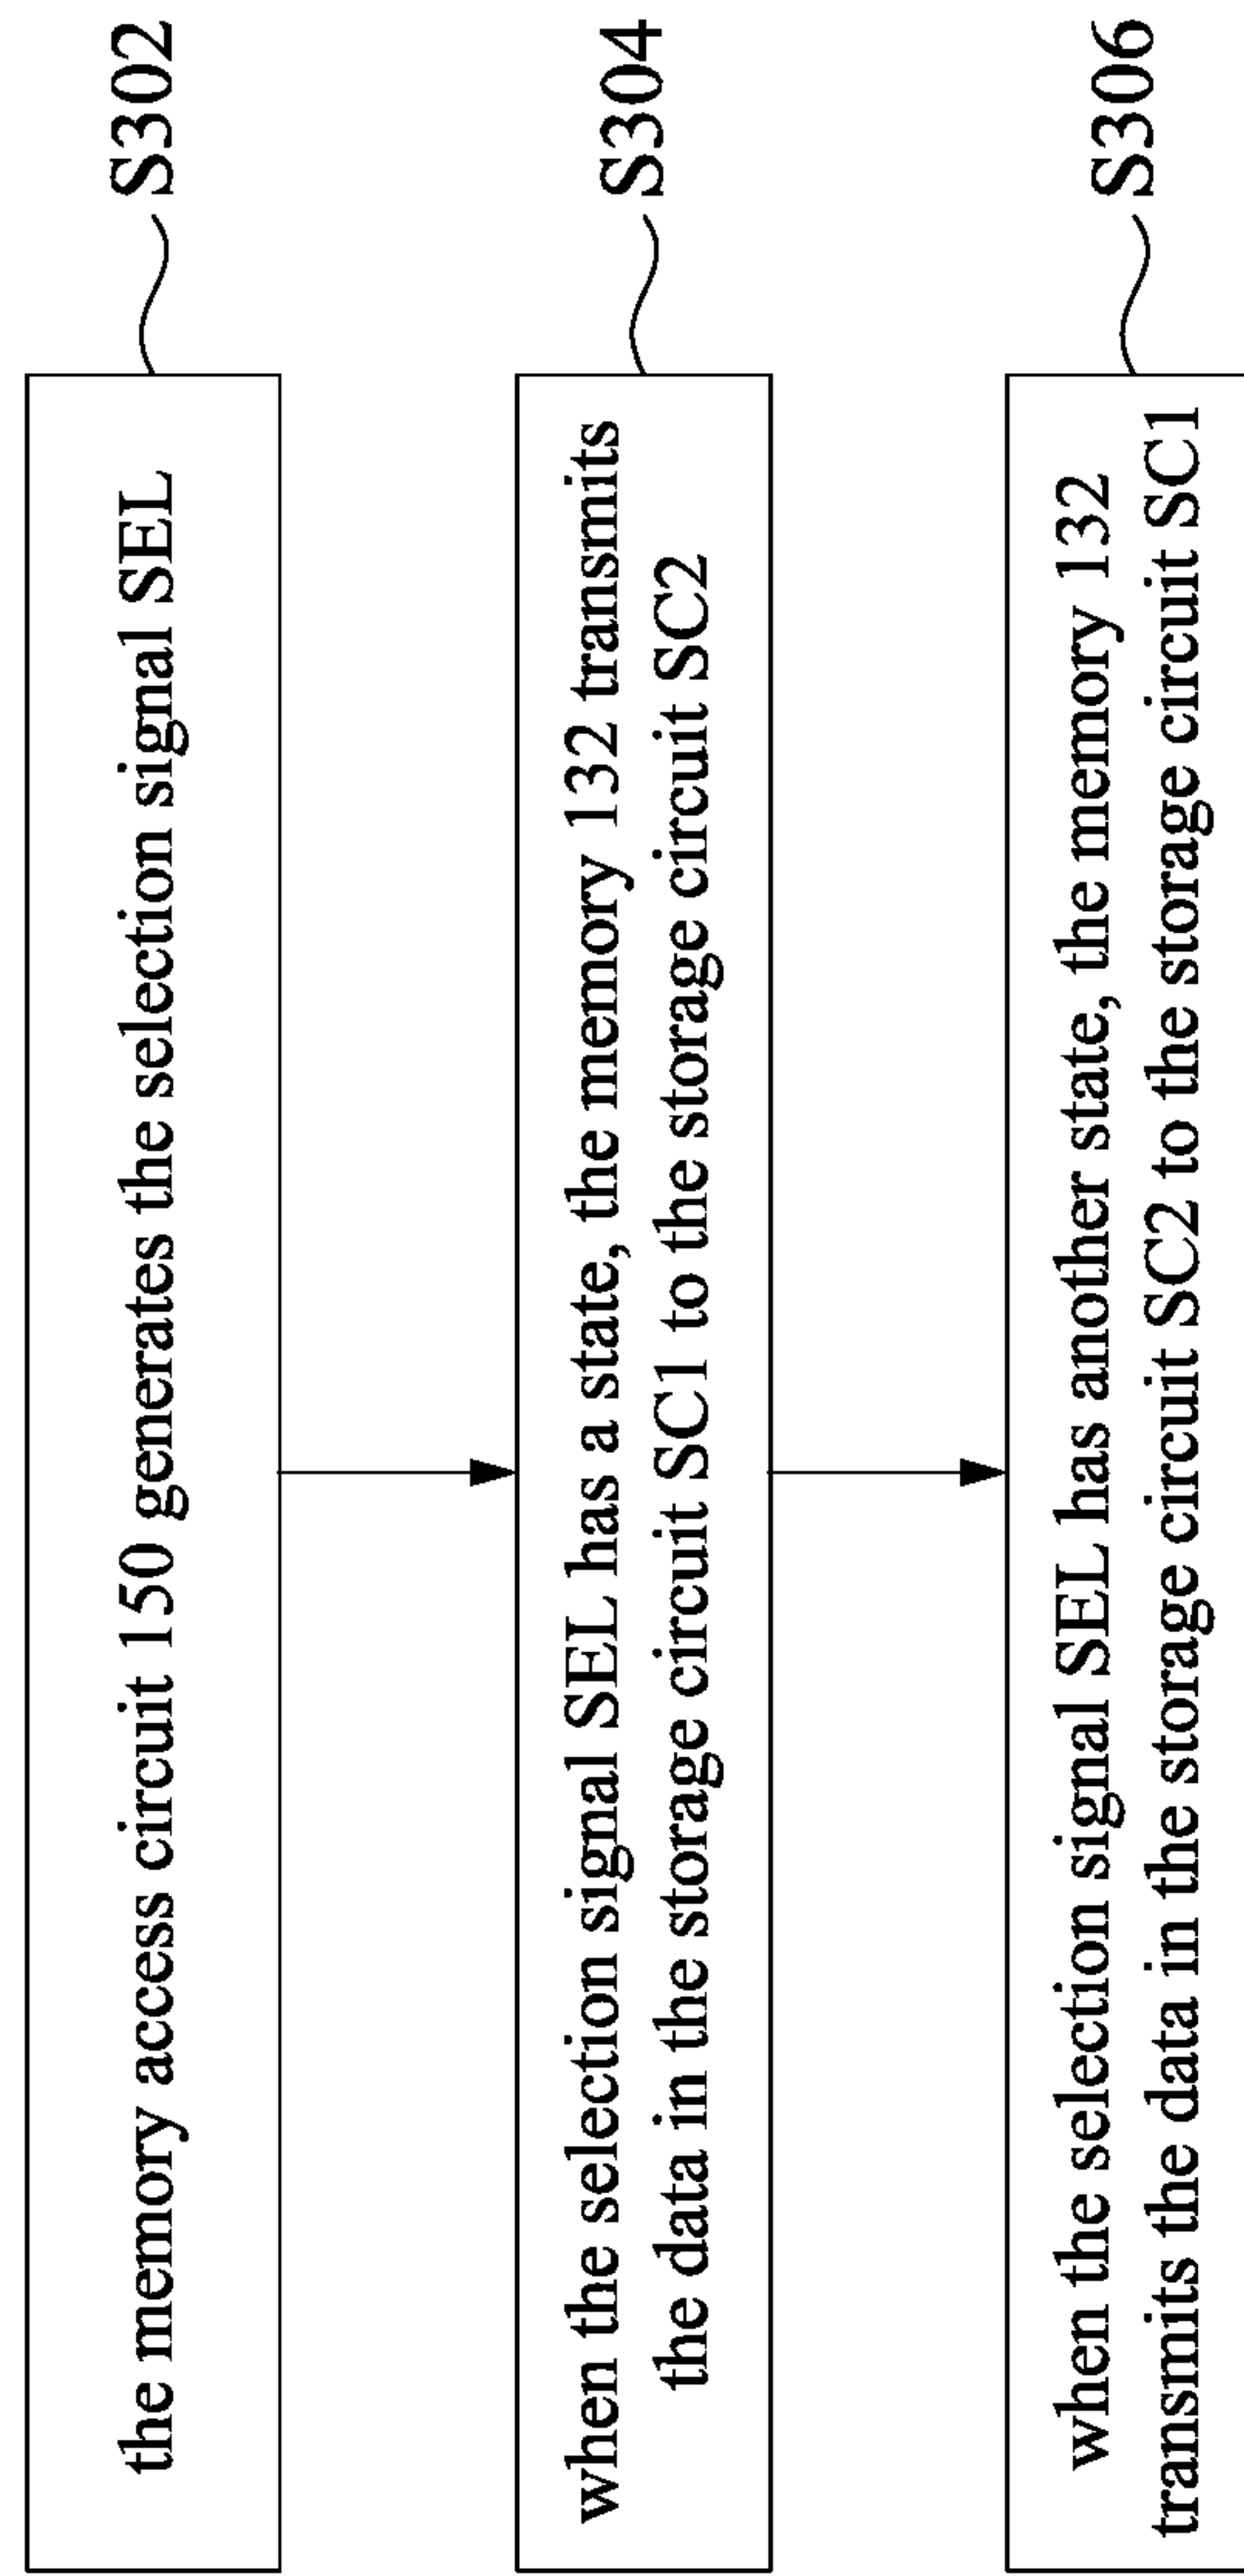 the memory access circuit 150 generates the selection signal SEL
S302
when the selection signal SEL has a state, the memory 132 transmits
the data in the storage circuit SC1 to the storage circuit SC2
S304
when the selection signal SEL has another state, the memory 132
transmits the data in the storage circuit SC2 to the storage circuit SC1
S306